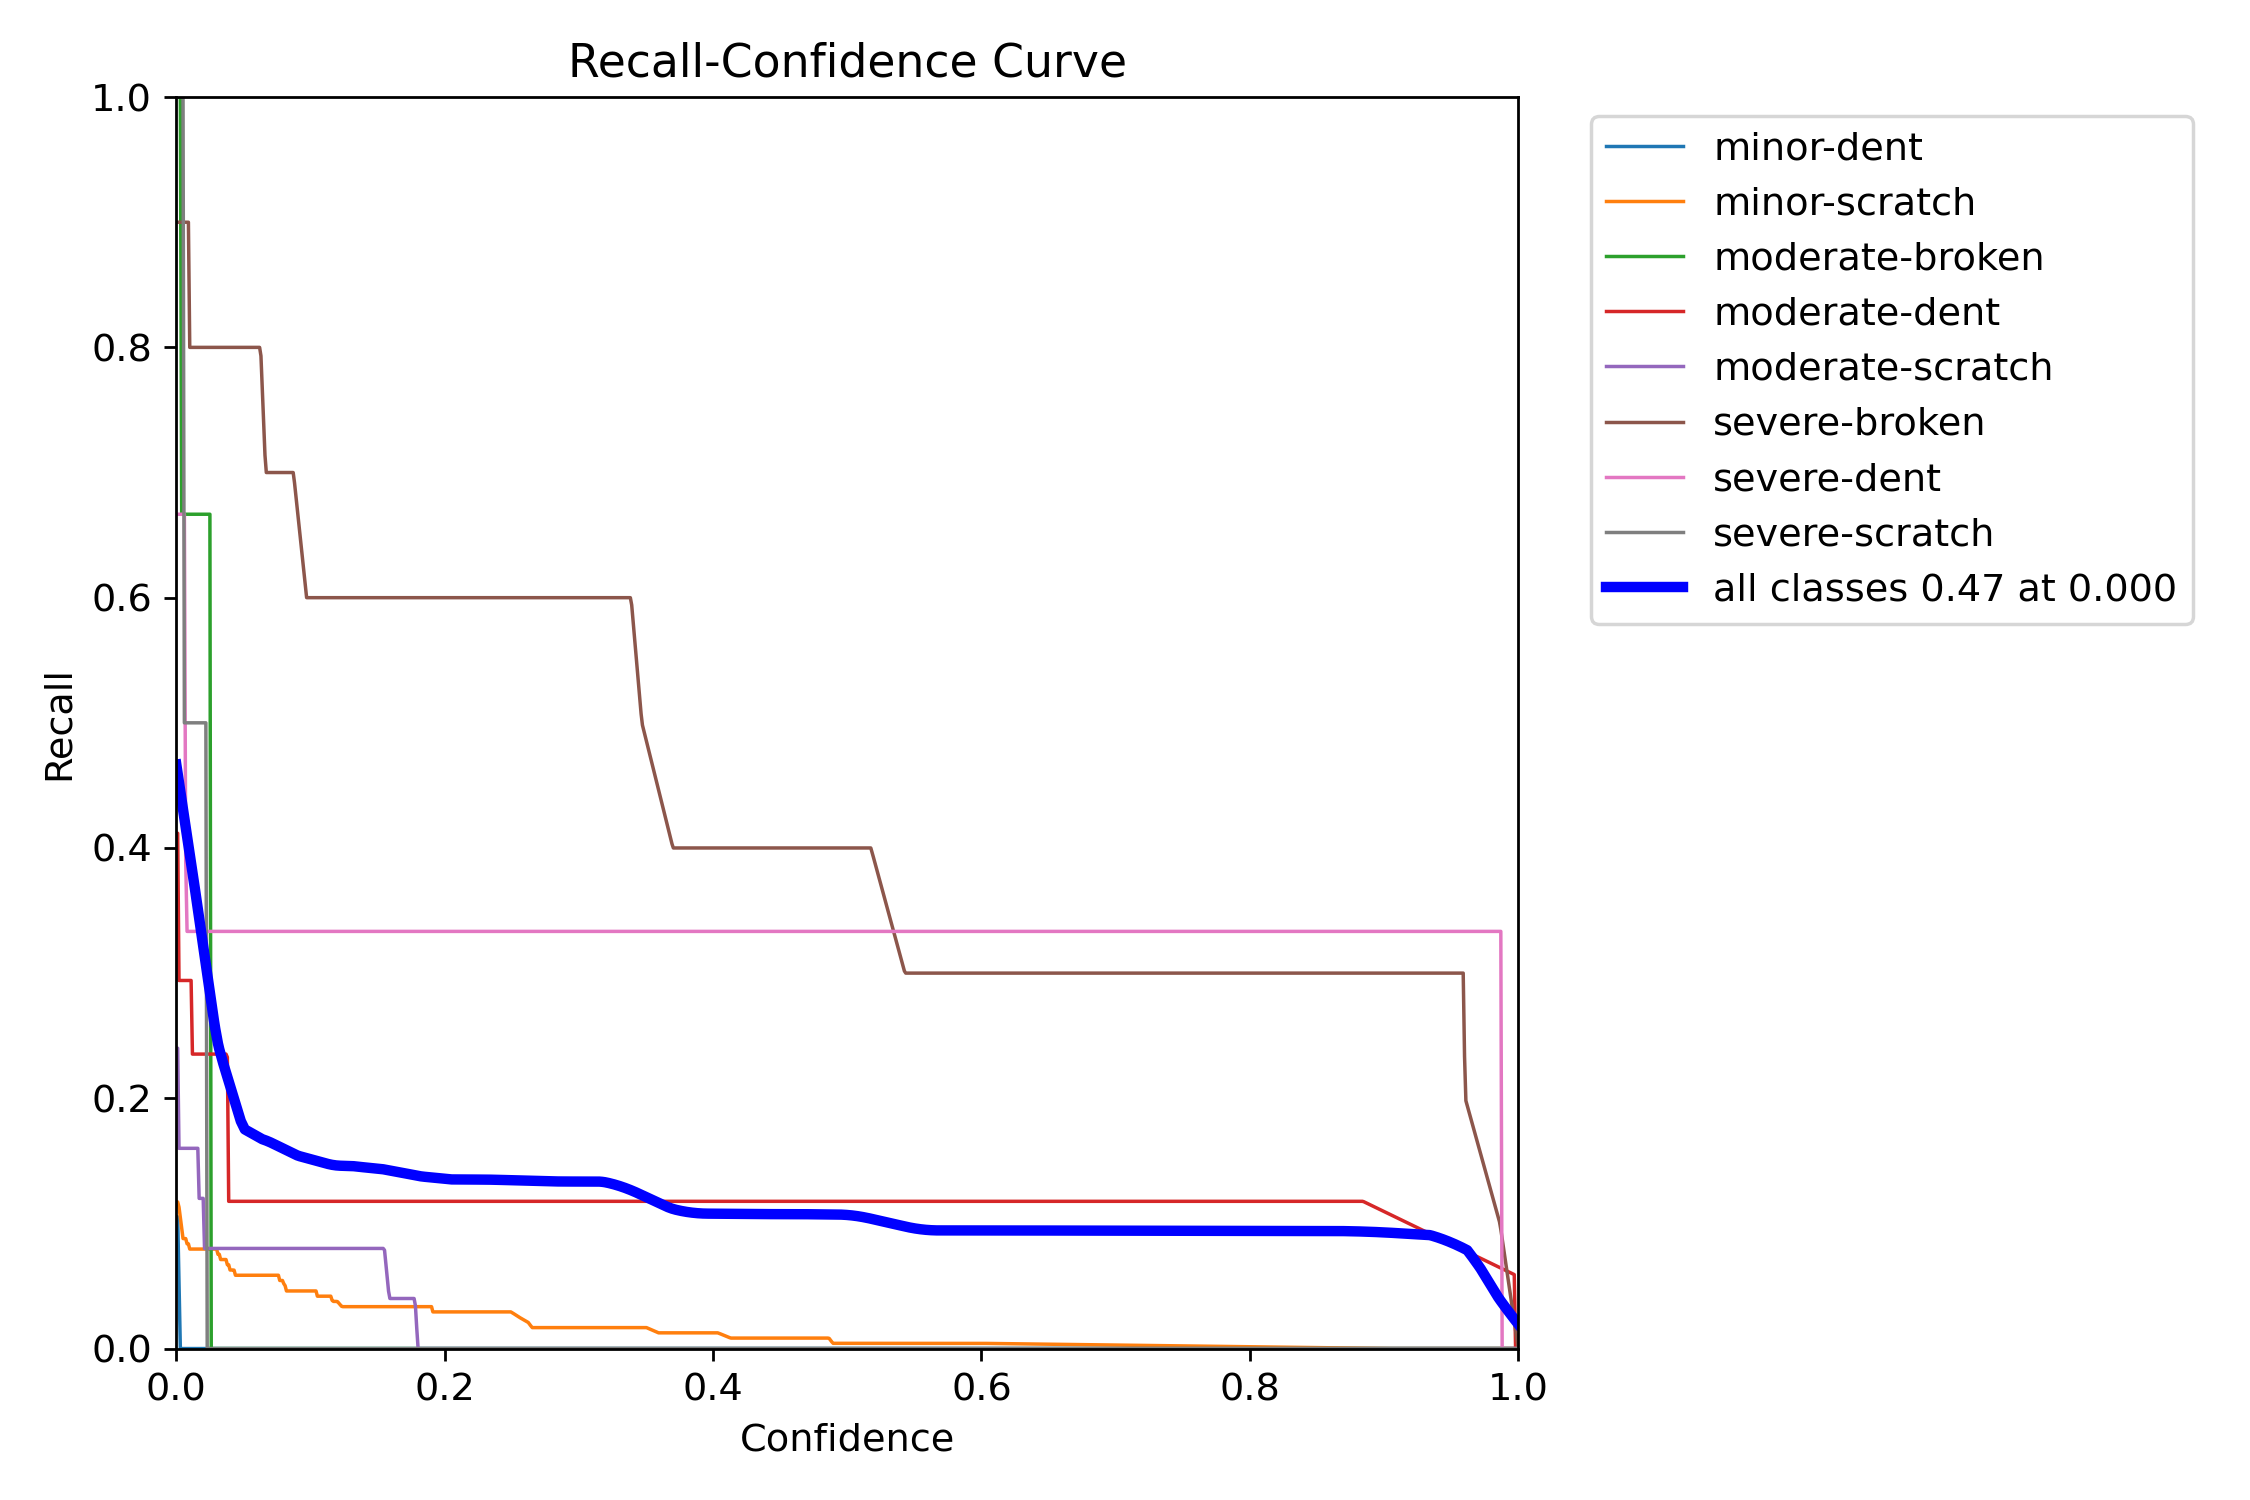 Recall-Confidence Curve
1.0
0.8
0.6
0.4
0.2
0.0
Recall
0.0 0.2 0.4 0.6 0.8 1.0
Confidence
minor-dent
minor-scratch
moderate-broken
moderate-dent
moderate-scratch
severe-broken
severe-dent
severe-scratch
all classes 0.47 at 0.000